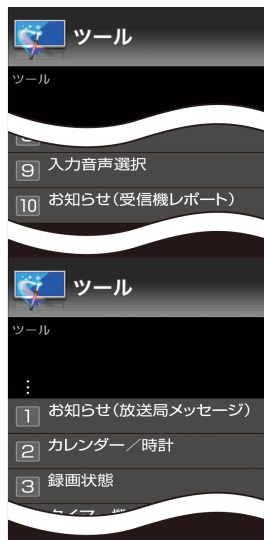 ツール
ツール
9 入力音声選択
10 お知らせ(受信機レポート)
ツール
ツール
⋮
1 お知らせ(放送局メッセージ)
2 カレンダー/時計
3 録画状態